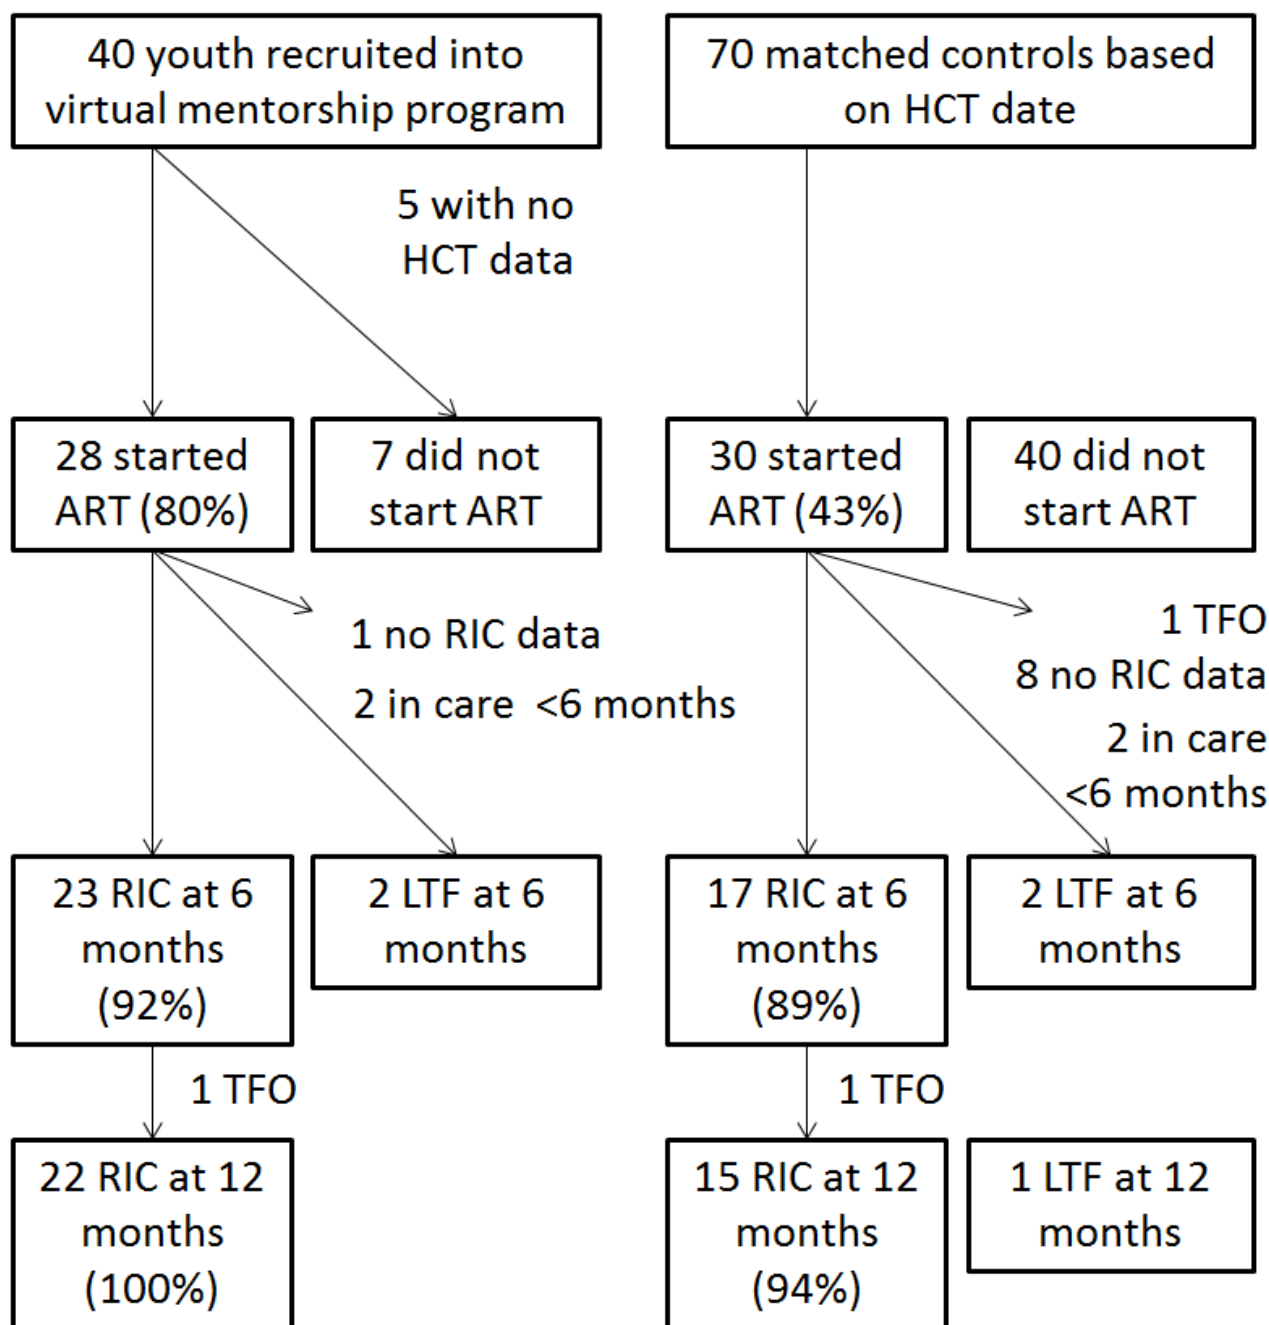 40 youth recruited into
virtual mentorship program
70 matched controls based
on HCT date
5 with no
HCT data
28 started
ART (80%)
7 did not
start ART
30 started
ART (43%)
40 did not
start ART
1 no RIC data
2 in care <6 months
1 TFO
8 no RIC data
2 in care
<6 months
23 RIC at 6
months
(92%)
2 LTF at 6
months
17 RIC at 6
months
(89%)
2 LTF at 6
months
1 TFO
1 TFO
22 RIC at 12
months
(100%)
15 RIC at 12
months
(94%)
1 LTF at 12
months